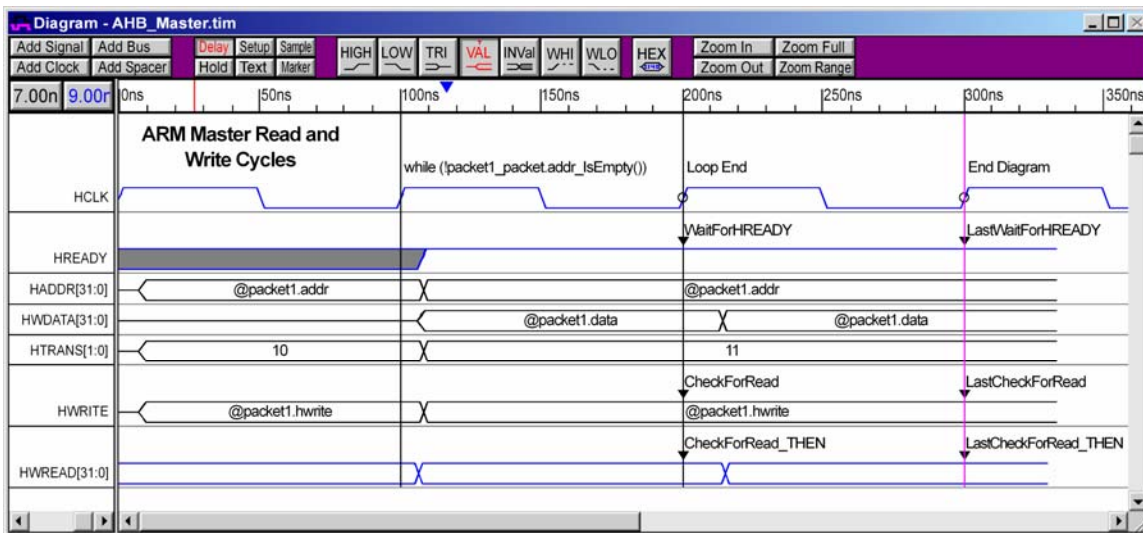 Diagram - AHB_Master.tim
Add Signal Add Bus Delay Setup Sample HIGH LOW TRI VAL INVal WHI WLO HEX Zoom In Zoom Full
Add Clock Add Spacer Hold Text Marker Zoom Out Zoom Range
7.00n 9.00n 0ns 50ns 100ns 150ns 200ns 250ns 300ns 350ns
ARM Master Read and
Write Cycles
while (!packet1_packet.addr_IsEmpty()) Loop End End Diagram
HCLK
WaitForHREADY LastWaitForHREADY
HREADY
HADDR[31:0] @packet1.addr @packet1.addr
HWDATA[31:0] @packet1.data @packet1.data
HTRANS[1:0] 10 11
CheckForRead LastCheckForRead
HWRITE @packet1.hwrite @packet1.hwrite
CheckForRead_THEN LastCheckForRead_THEN
HWREAD[31:0]